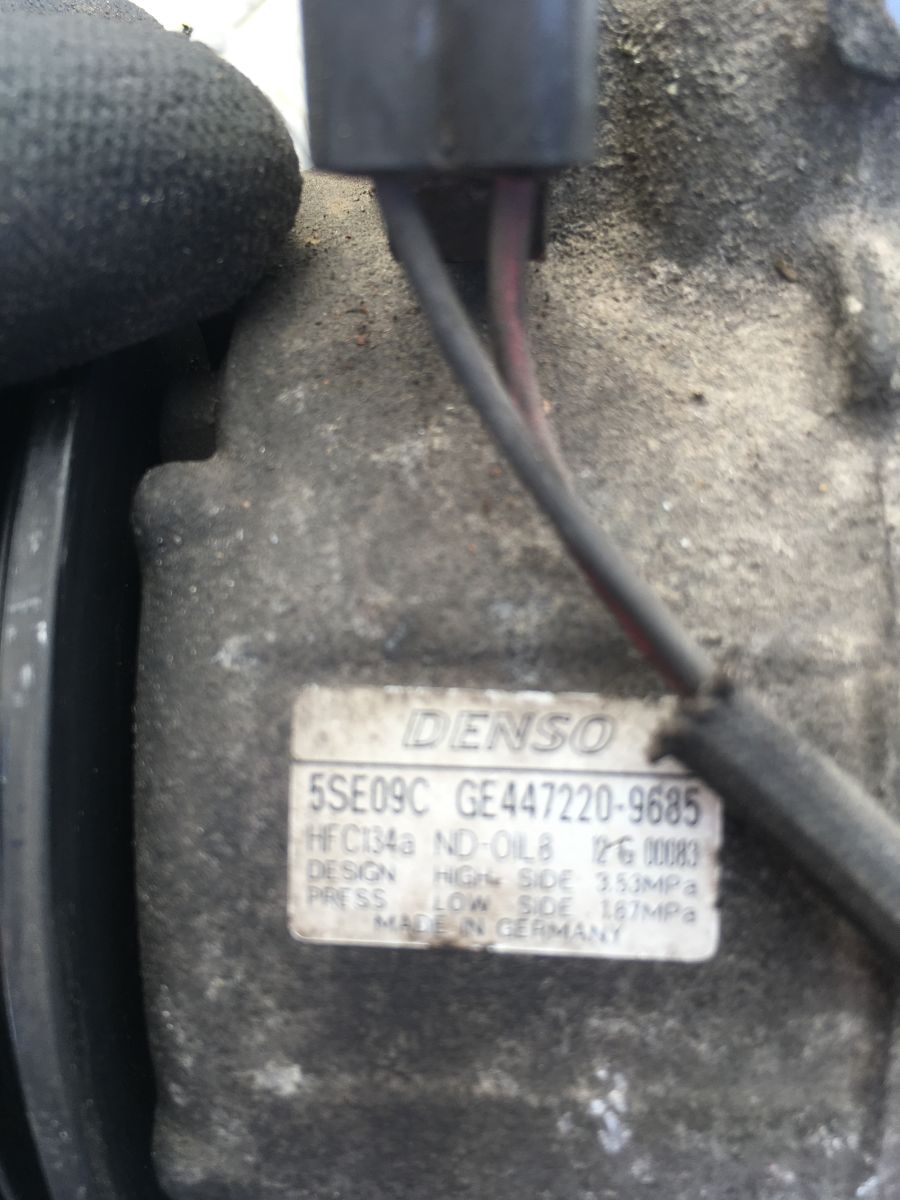 DENSO
5SE09C GE447220-9685
HFC134a ND-OIL8 12-G 00083
DESIGN HIGH SIDE 3.53MPa
PRESS LOW SIDE 1.87MPa
MADE IN GERMANY